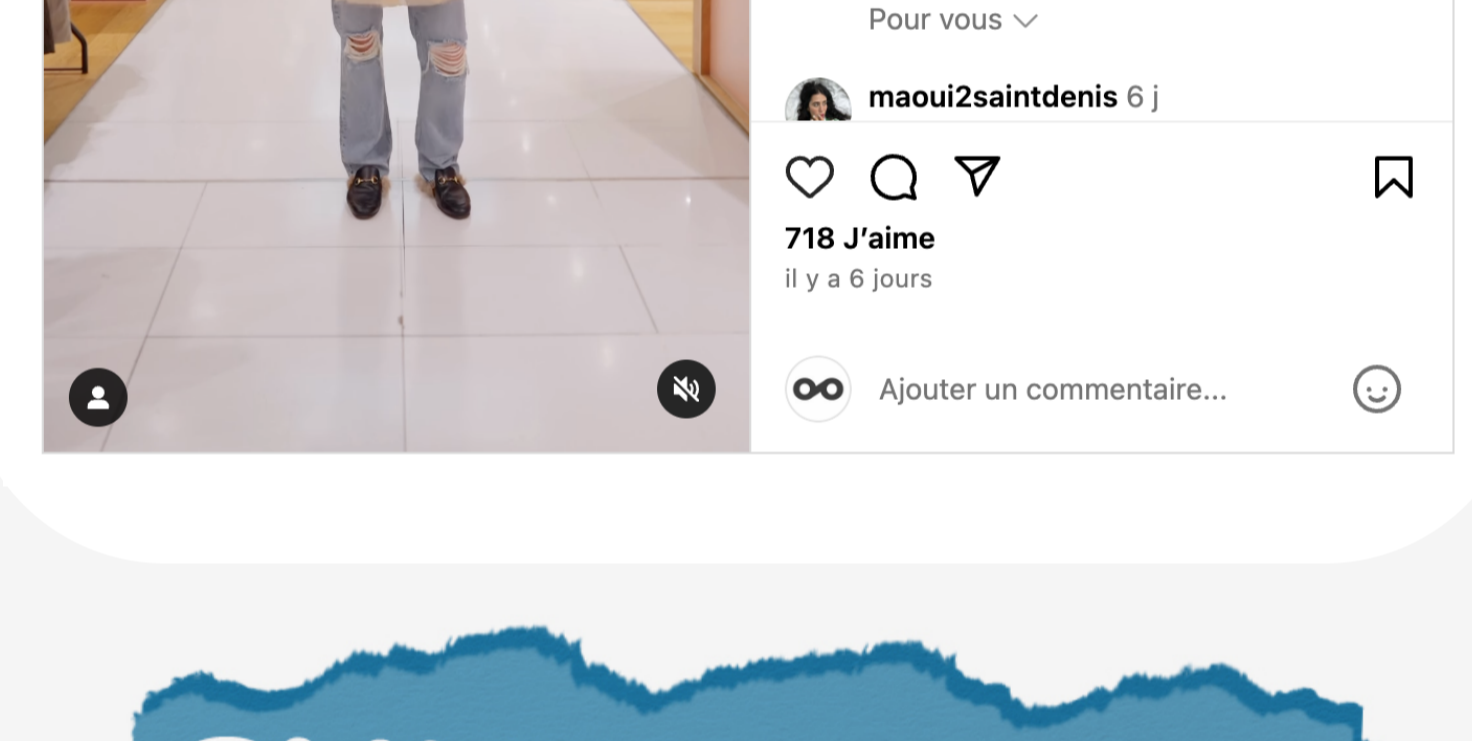 Pour vous
maoui2saintdenis 6 j
718 J’aime
il y a 6 jours
Ajouter un commentaire...